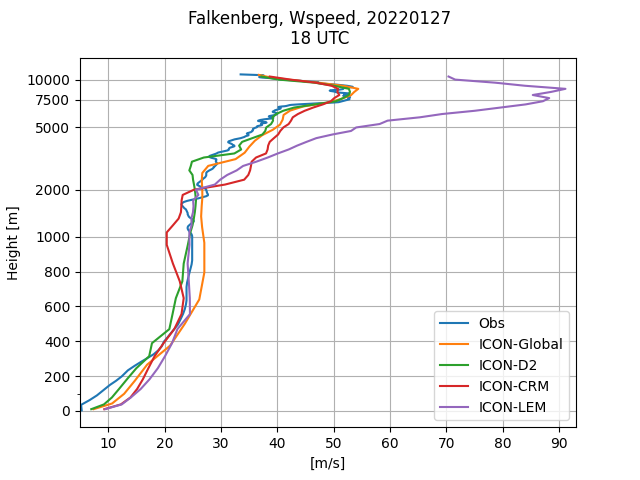 Falkenberg, Wspeed, 20220127
18 UTC
Height [m]
10000
7500
5000
2000
1000
800
600
400
200
0
10 20 30 40 50 60 70 80 90
[m/s]
Obs
ICON-Global
ICON-D2
ICON-CRM
ICON-LEM